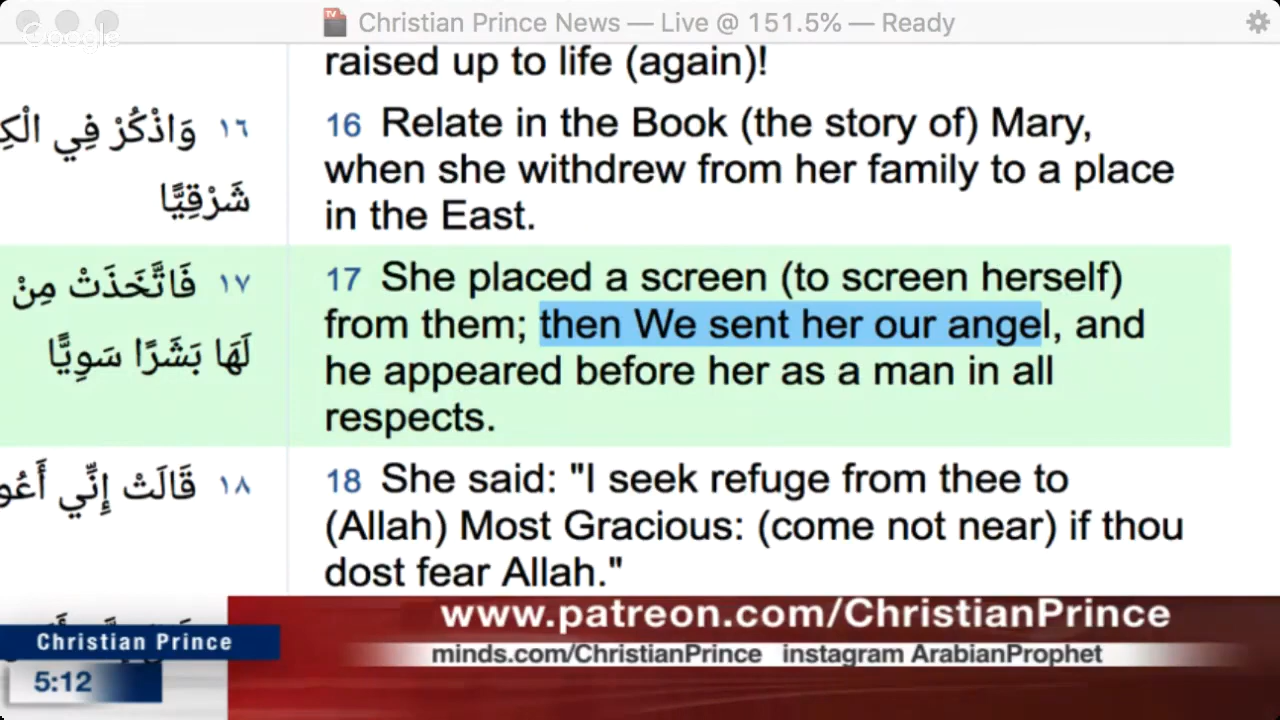 Christian Prince News — Live @ 151.5% — Ready
Google
raised up to life (again)!
١٦ وَاذْكُرْ فِي
شَرْقِيًّا
16 Relate in the Book (the story of) Mary,
when she withdrew from her family to a place
in the East.
١٧ فَاتَّخَذَتْ مِنْ
لَهَا بَشَرًا سَوِيًّا
17 She placed a screen (to screen herself)
from them; then We sent her our angel, and
he appeared before her as a man in all
respects.
١٨ قَالَتْ إِنِّي
18 She said: "I seek refuge from thee to
(Allah) Most Gracious: (come not near) if thou
dost fear Allah."
www.patreon.com/ChristianPrince
Christian Prince
minds.com/ChristianPrince instagram ArabianProphet
5:12